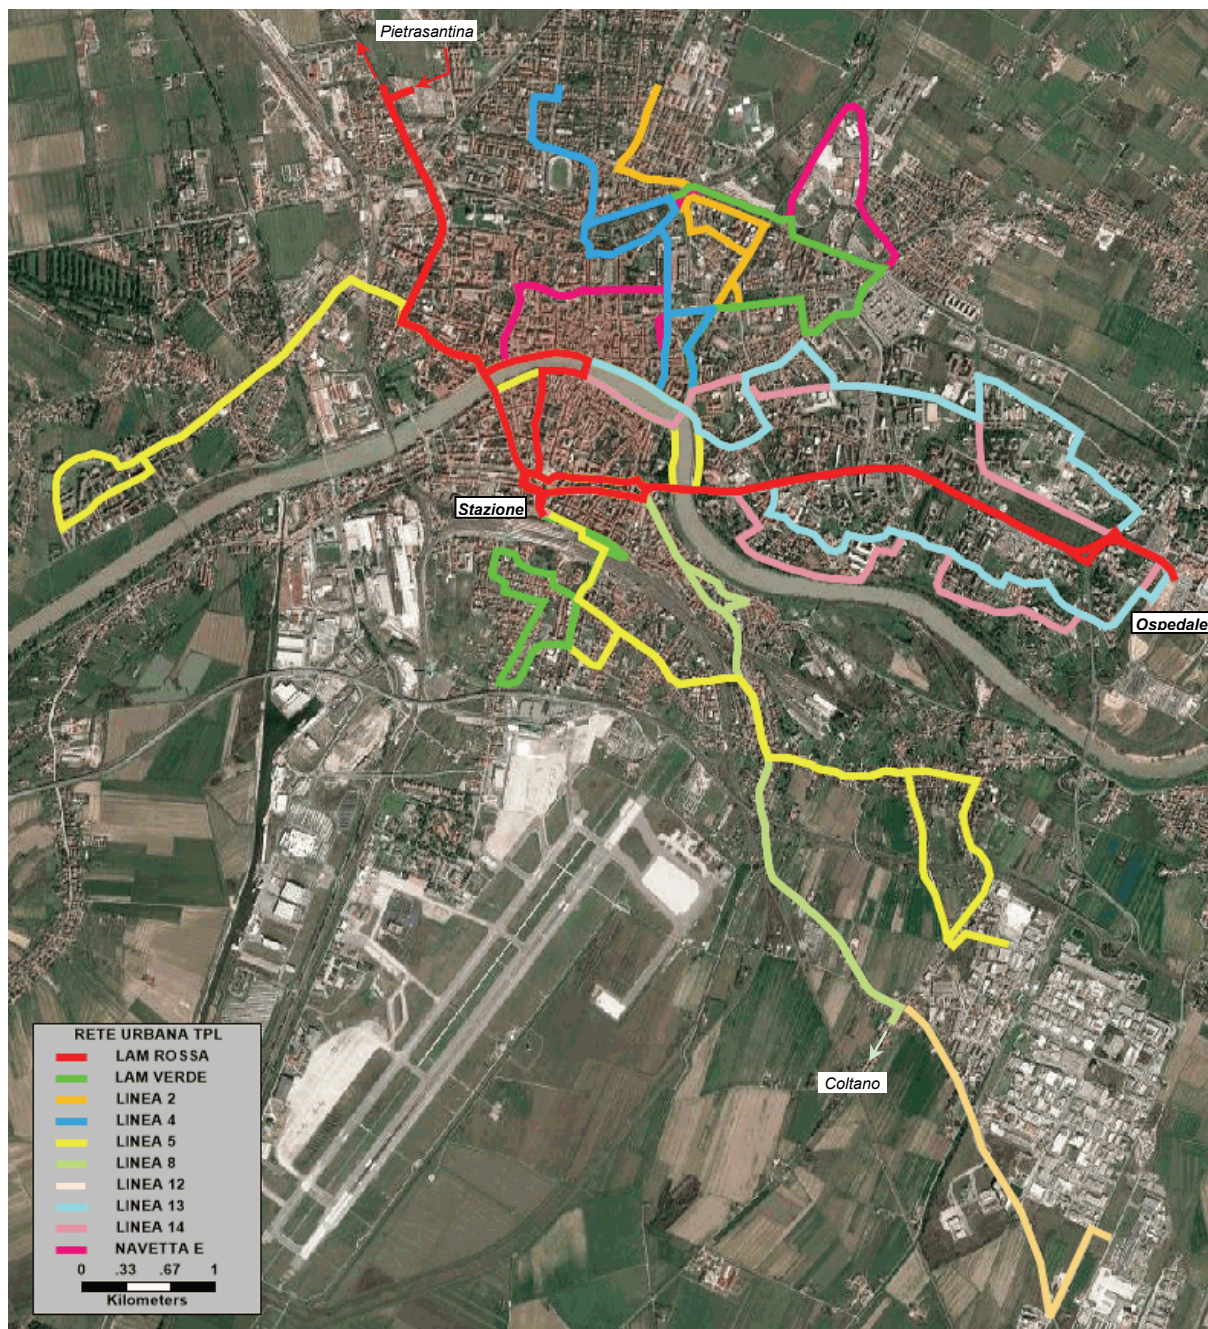 Pietrasantina
Stazione
Ospedale
Coltano
RETE URBANA TPL
LAM ROSSA
LAM VERDE
LINEA 2
LINEA 4
LINEA 5
LINEA 8
LINEA 12
LINEA 13
LINEA 14
NAVETTA E
0 .33 .67 1
Kilometers